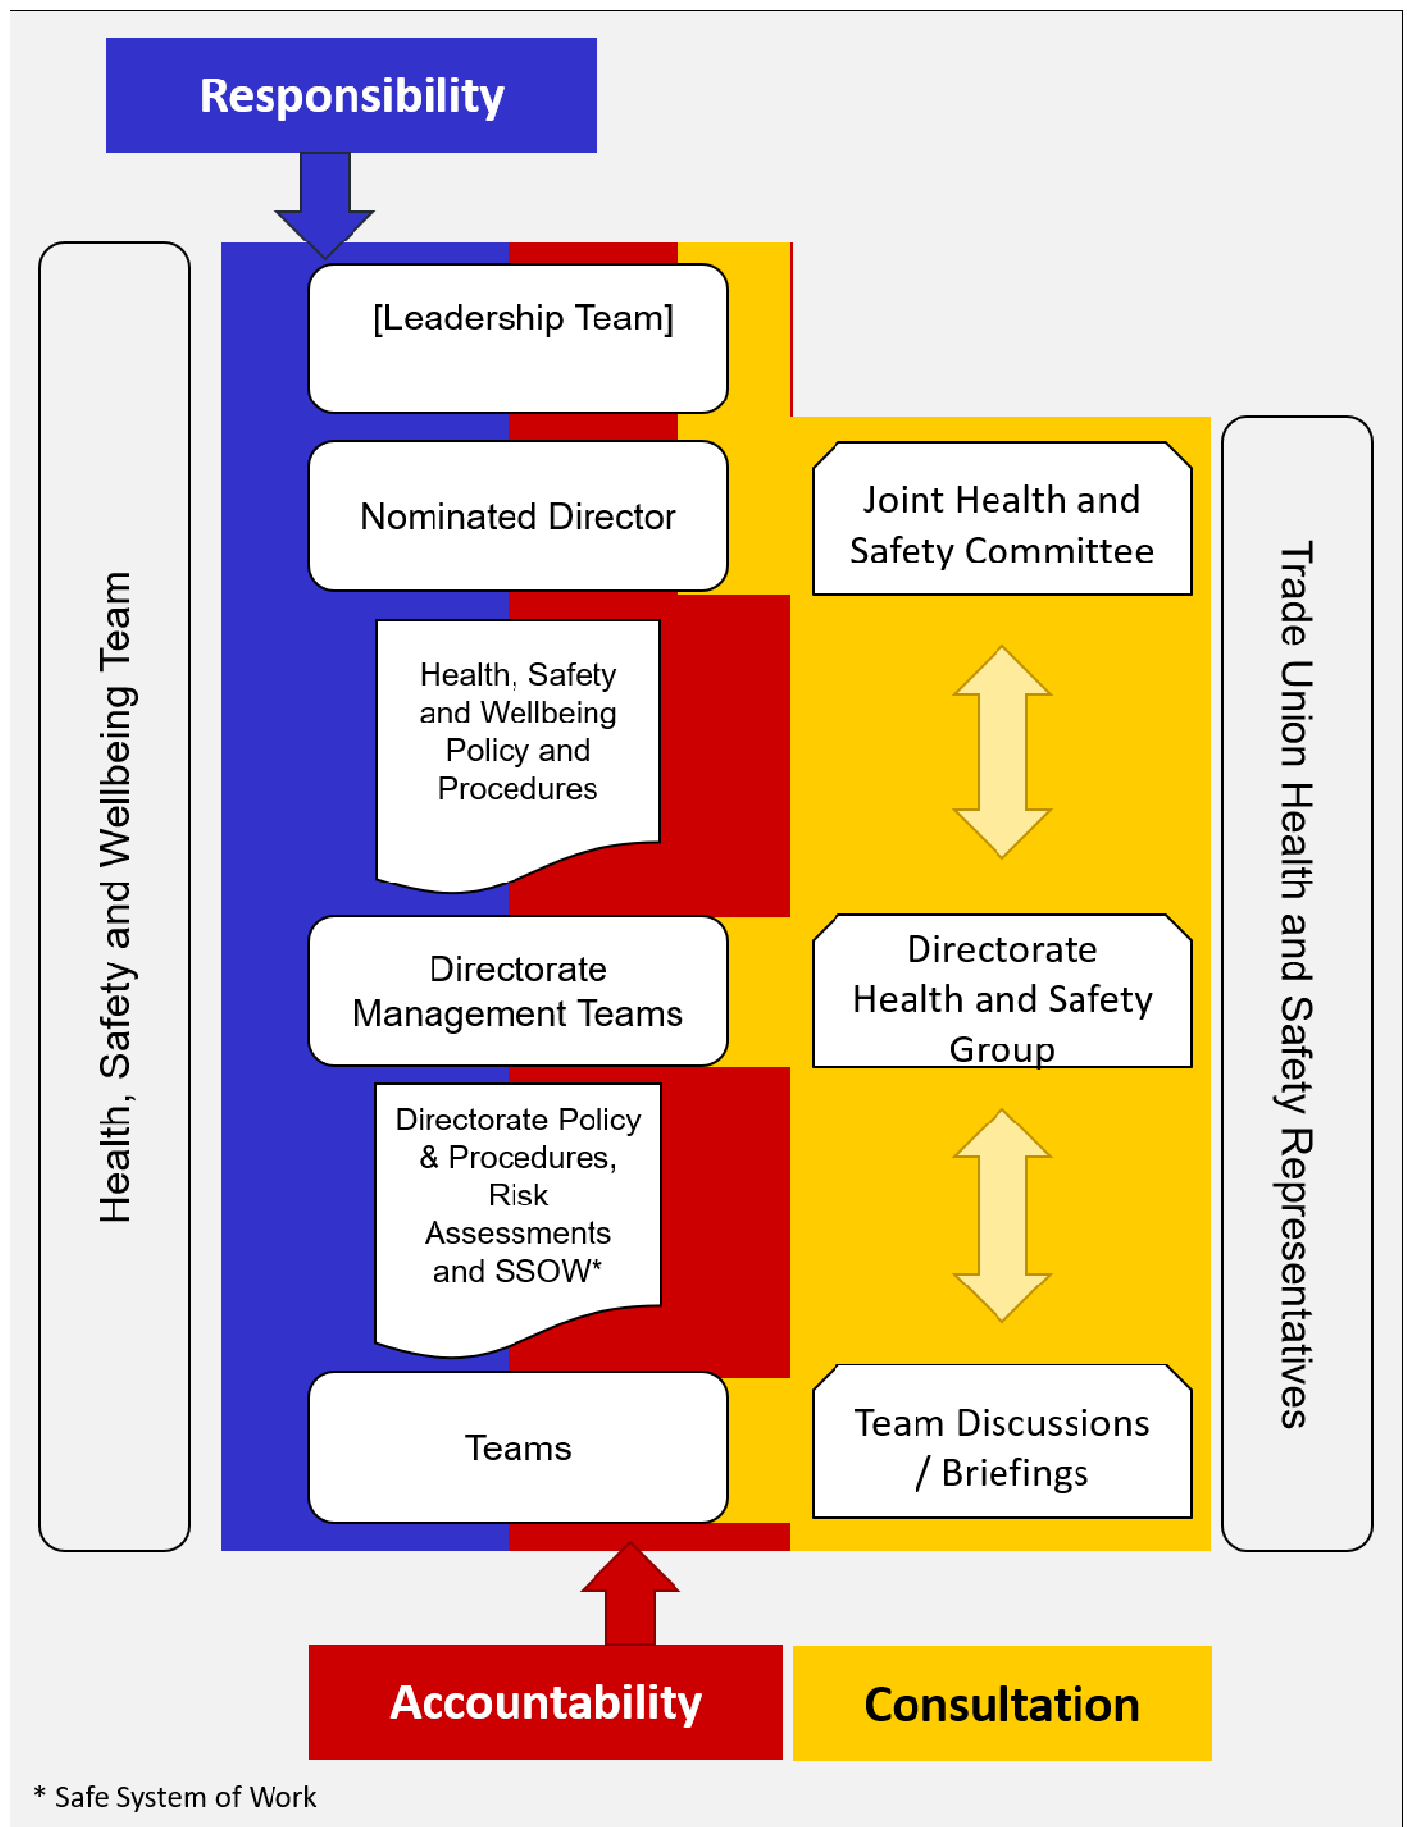 Responsibility
Health, Safety and Wellbeing Team
[Leadership Team]
Nominated Director
Joint Health and
Safety Committee
Health, Safety
and Wellbeing
Policy and
Procedures
Directorate
Management Teams
Directorate
Health and Safety
Group
Directorate Policy
& Procedures,
Risk
Assessments
and SSOW*
Teams
Team Discussions
/ Briefings
Trade Union Health and Safety Representatives
Accountability
Consultation
* Safe System of Work